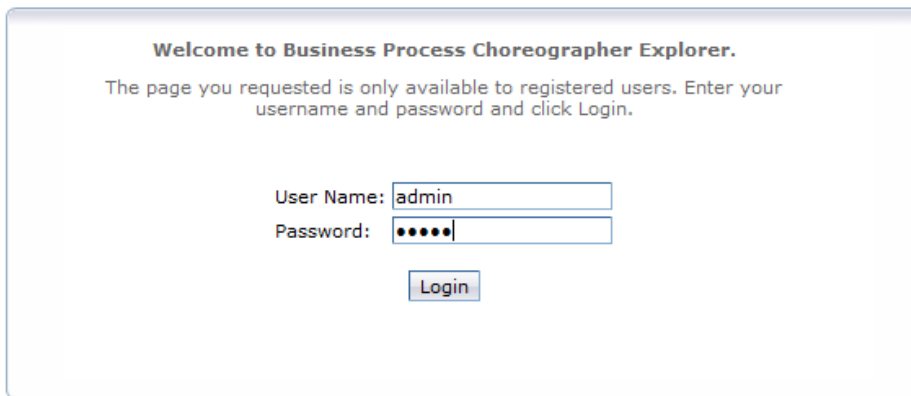 Welcome to Business Process Choreographer Explorer.
The page you requested is only available to registered users. Enter your
username and password and click Login.
User Name: admin
Password: •••••
Login